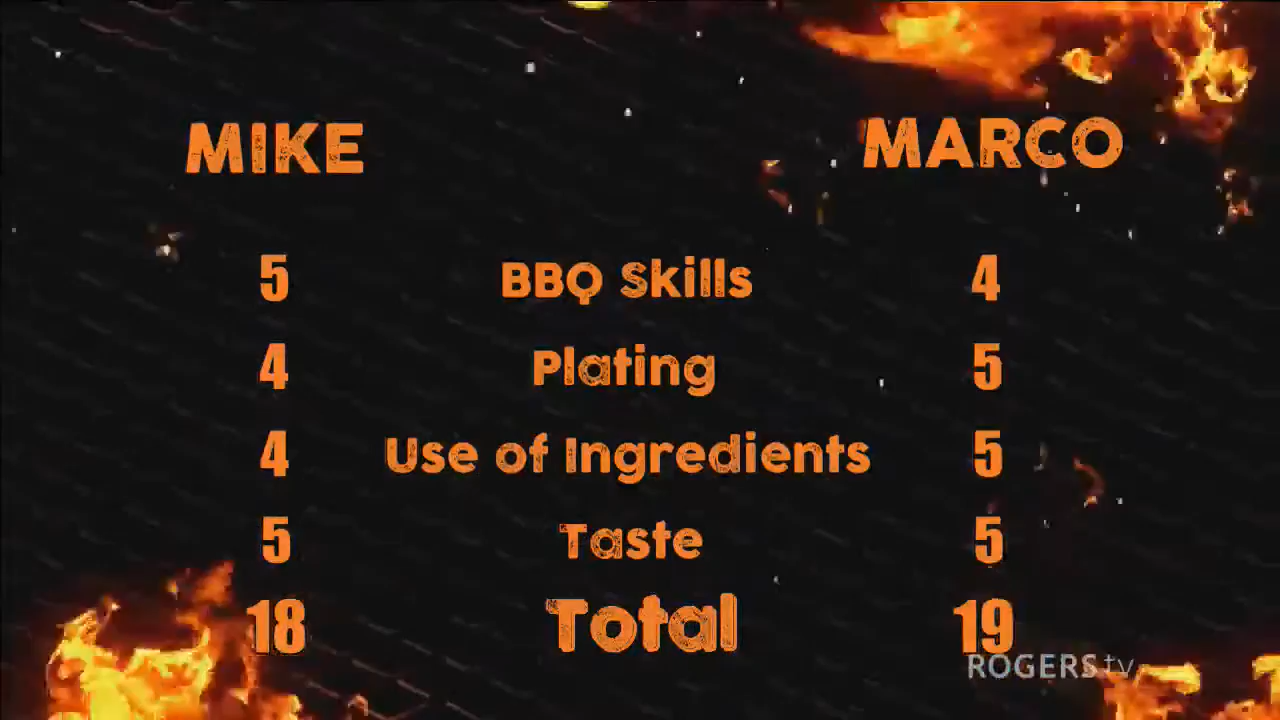 MIKE MARCO
5 BBQ Skills 4
4 Plating 5
4 Use of Ingredients 5
5 Taste 5
18 Total 19
ROGERS tv